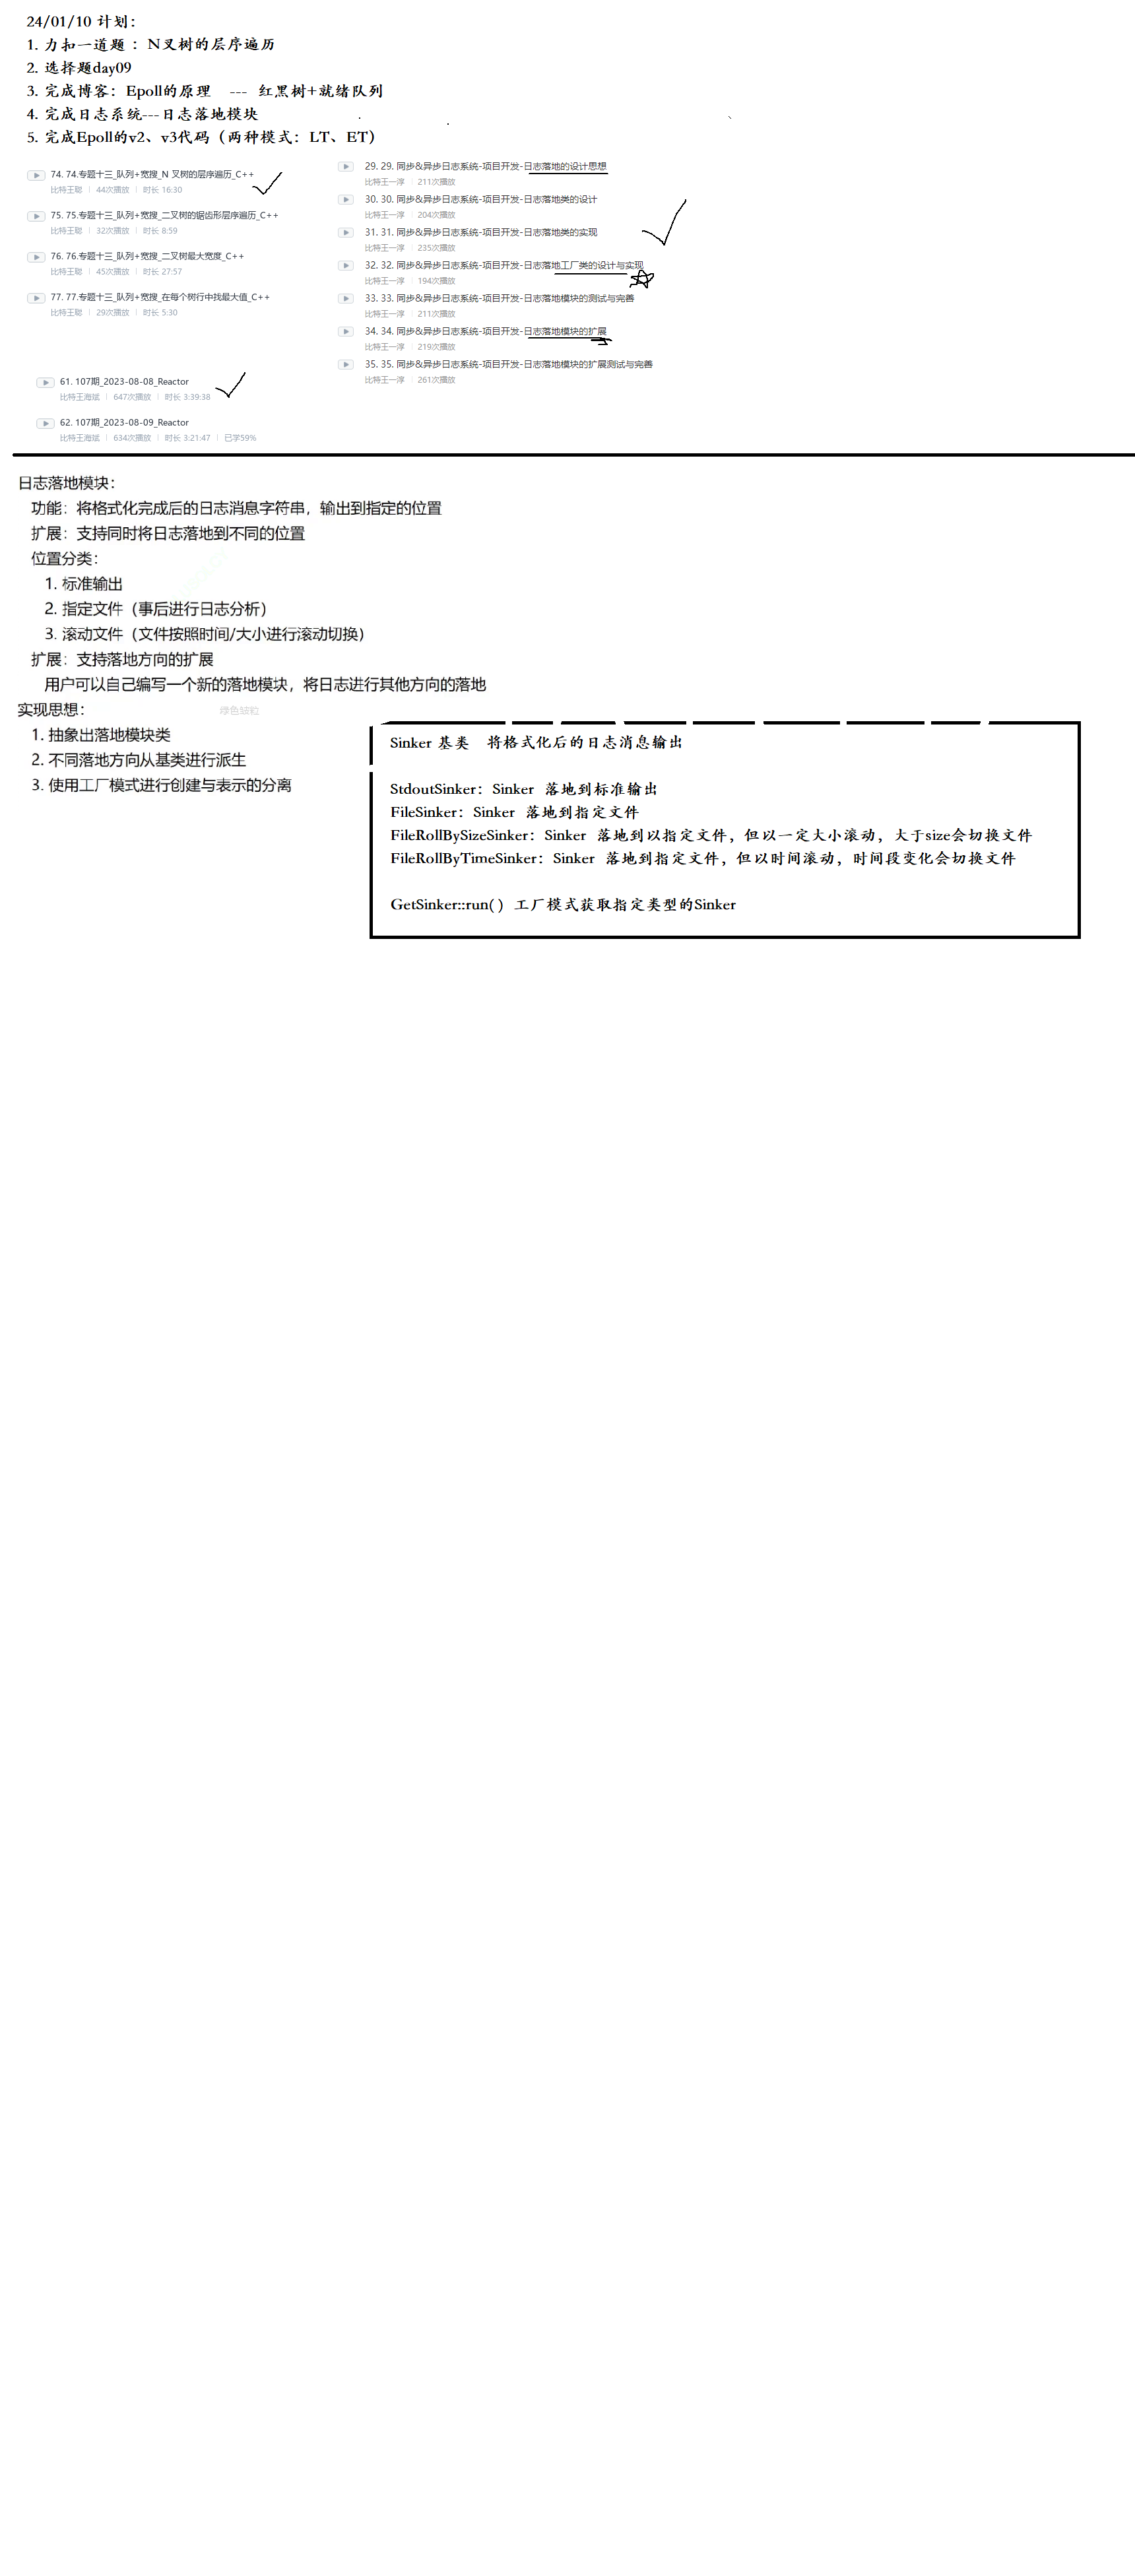 24/01/10 计划：
1. 力扣一道题 ：N叉树的层序遍历
2. 选择题day09
3. 完成博客：Epoll的原理 --- 红黑树+就绪队列
4. 完成日志系统---日志落地模块
5. 完成Epoll的v2、v3代码（两种模式：LT、ET）
74. 74.专题十三_队列+宽搜_N 叉树的层序遍历_C++
比特王聪 | 44次播放 | 时长 16:30
75. 75.专题十三_队列+宽搜_二叉树的锯齿形层序遍历_C++
比特王聪 | 32次播放 | 时长 8:59
76. 76.专题十三_队列+宽搜_二叉树最大宽度_C++
比特王聪 | 45次播放 | 时长 27:57
77. 77.专题十三_队列+宽搜_在每个树行中找最大值_C++
比特王聪 | 29次播放 | 时长 5:30
61. 107期_2023-08-08_Reactor
比特王海斌 | 647次播放 | 时长 3:39:38
62. 107期_2023-08-09_Reactor
比特王海斌 | 634次播放 | 时长 3:21:47 | 已学59%
29. 29. 同步&异步日志系统-项目开发-日志落地的设计思想
比特王一淳 | 211次播放
30. 30. 同步&异步日志系统-项目开发-日志落地类的设计
比特王一淳 | 204次播放
31. 31. 同步&异步日志系统-项目开发-日志落地类的实现
比特王一淳 | 235次播放
32. 32. 同步&异步日志系统-项目开发-日志落地工厂类的设计与实现
比特王一淳 | 194次播放
33. 33. 同步&异步日志系统-项目开发-日志落地模块的测试与完善
比特王一淳 | 211次播放
34. 34. 同步&异步日志系统-项目开发-日志落地模块的扩展
比特王一淳 | 219次播放
35. 35. 同步&异步日志系统-项目开发-日志落地模块的扩展测试与完善
比特王一淳 | 261次播放
日志落地模块：
功能：将格式化完成后的日志消息字符串，输出到指定的位置
扩展：支持同时将日志落地到不同的位置
位置分类：
1. 标准输出
2. 指定文件（事后进行日志分析）
3. 滚动文件（文件按照时间/大小进行滚动切换）
扩展：支持落地方向的扩展
用户可以自己编写一个新的落地模块，将日志进行其他方向的落地
实现思想：
1. 抽象出落地模块类
2. 不同落地方向从基类进行派生
3. 使用工厂模式进行创建与表示的分离
Sinker 基类 将格式化后的日志消息输出
StdoutSinker：Sinker 落地到标准输出
FileSinker：Sinker 落地到指定文件
FileRollBySizeSinker：Sinker 落地到以指定文件，但以一定大小滚动，大于size会切换文件
FileRollByTimeSinker：Sinker 落地到指定文件，但以时间滚动，时间段变化会切换文件
GetSinker::run( ) 工厂模式获取指定类型的Sinker